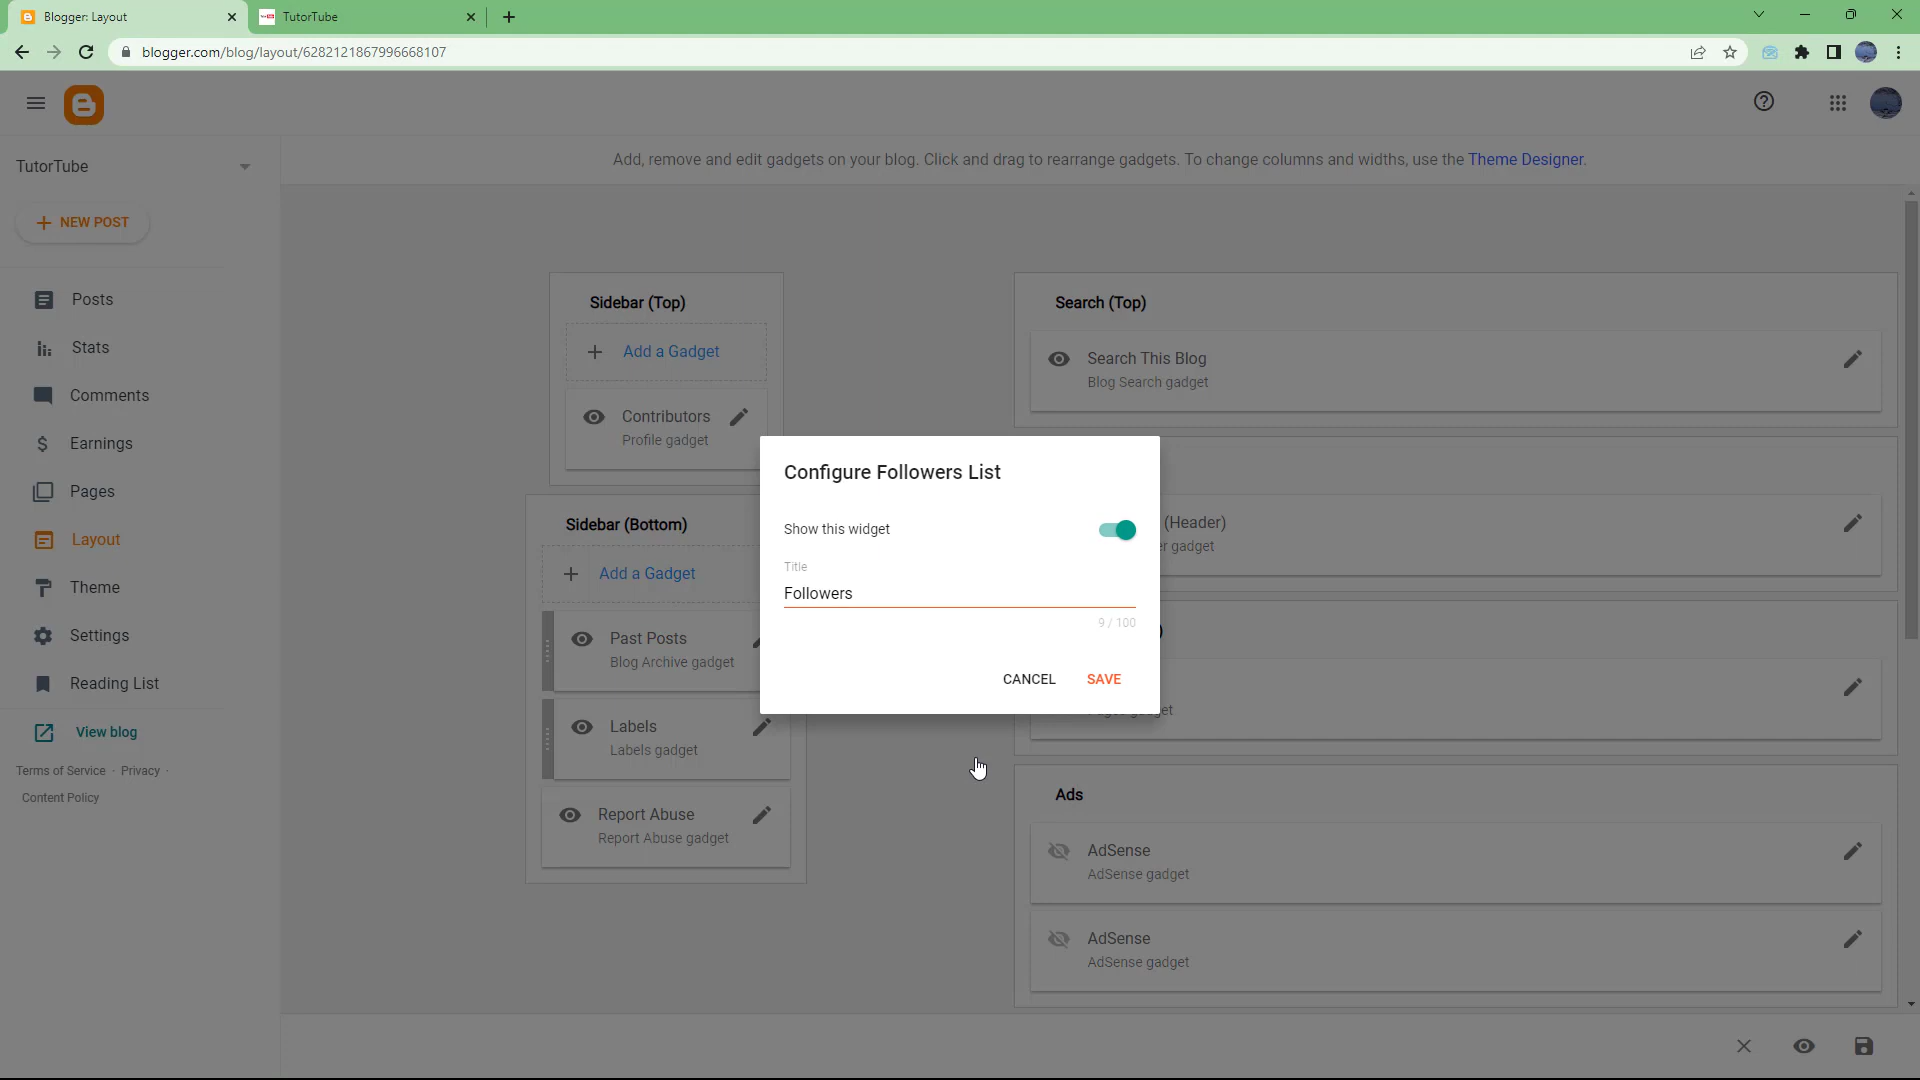 Blogger: Layout
TutorTube
blogger.com/blog/layout/6282121867996668107
TutorTube
NEW POST
Posts
Stats
Comments
Earnings
Pages
Layout
Theme
Settings
Reading List
View blog
Terms of Service · Privacy ·
Content Policy
Add, remove and edit gadgets on your blog. Click and drag to rearrange gadgets. To change columns and widths, use the Theme Designer.
Sidebar (Top)
Add a Gadget
Contributors
Profile gadget
Sidebar (Bottom)
Add a Gadget
Past Posts
Blog Archive gadget
Labels
Labels gadget
Report Abuse
Report Abuse gadget
Configure Followers List
Show this widget
Title
Followers
9 / 100
CANCEL
SAVE
Search (Top)
Search This Blog
Blog Search gadget
(Header)
gadget
Ads
AdSense
AdSense gadget
AdSense
AdSense gadget